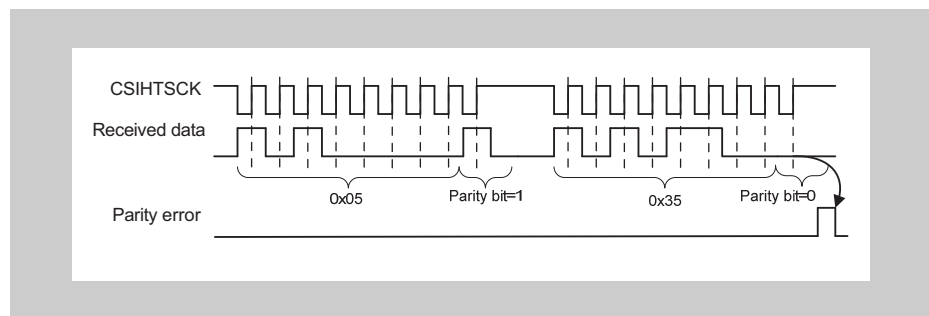 CSIHTSCK
Received data
0x05
Parity bit=1
0x35
Parity bit=0
Parity error